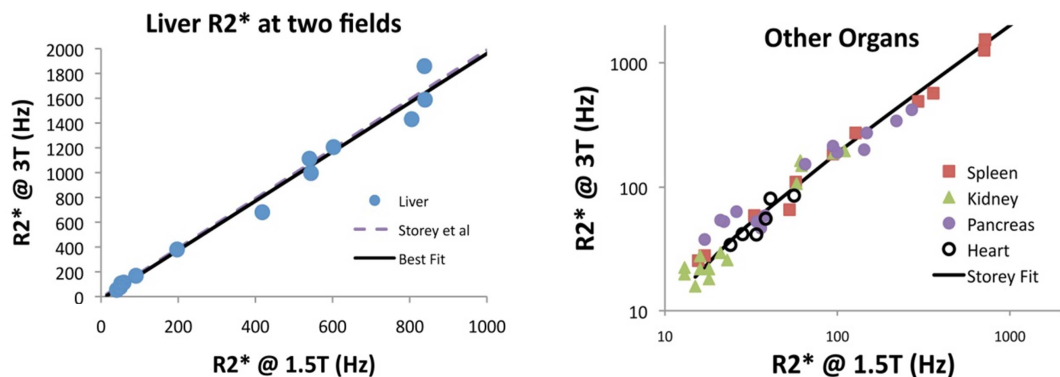 Liver R2* at two fields
R2* @ 3T (Hz)
2000
1800
1600
1400
1200
1000
800
600
400
200
0
0 200 400 600 800 1000
R2* @ 1.5T (Hz)
Liver
Storey et al
Best Fit
Other Organs
R2* @ 3T (Hz)
1000
100
10
10 100 1000
R2* @ 1.5T (Hz)
Spleen
Kidney
Pancreas
Heart
Storey Fit